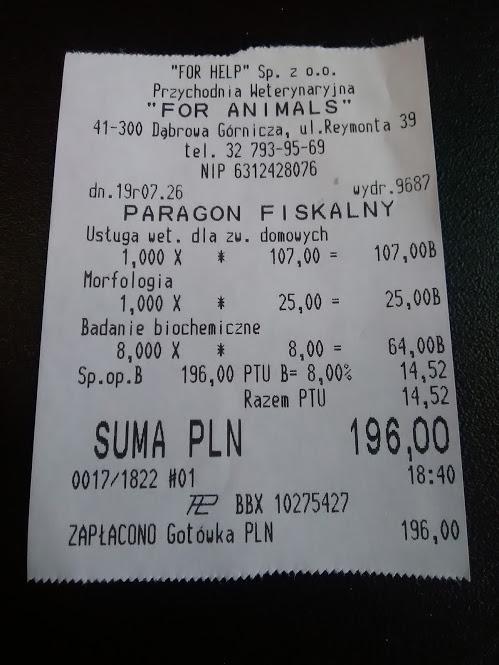 "FOR HELP" Sp. z o.o.
Przychodnia Weterynaryjna
"FOR ANIMALS"
41-300 Dąbrowa Górnicza, ul.Reymonta 39
tel. 32 793-95-69
NIP 6312428076
dn.19r07.26 wydr.9687
PARAGON FISKALNY
Usługa wet. dla zw. domowych
1,000 X * 107,00 = 107,00B
Morfologia
1,000 X * 25,00 = 25,00B
Badanie biochemiczne
8,000 X * 8,00 = 64,00B
Sp.op.B 196,00 PTU B= 8,00% 14,52
Razem PTU 14,52
SUMA PLN 196,00
0017/1822 #01 18:40
BBX 10275427
ZAPŁACONO Gotówka PLN 196,00